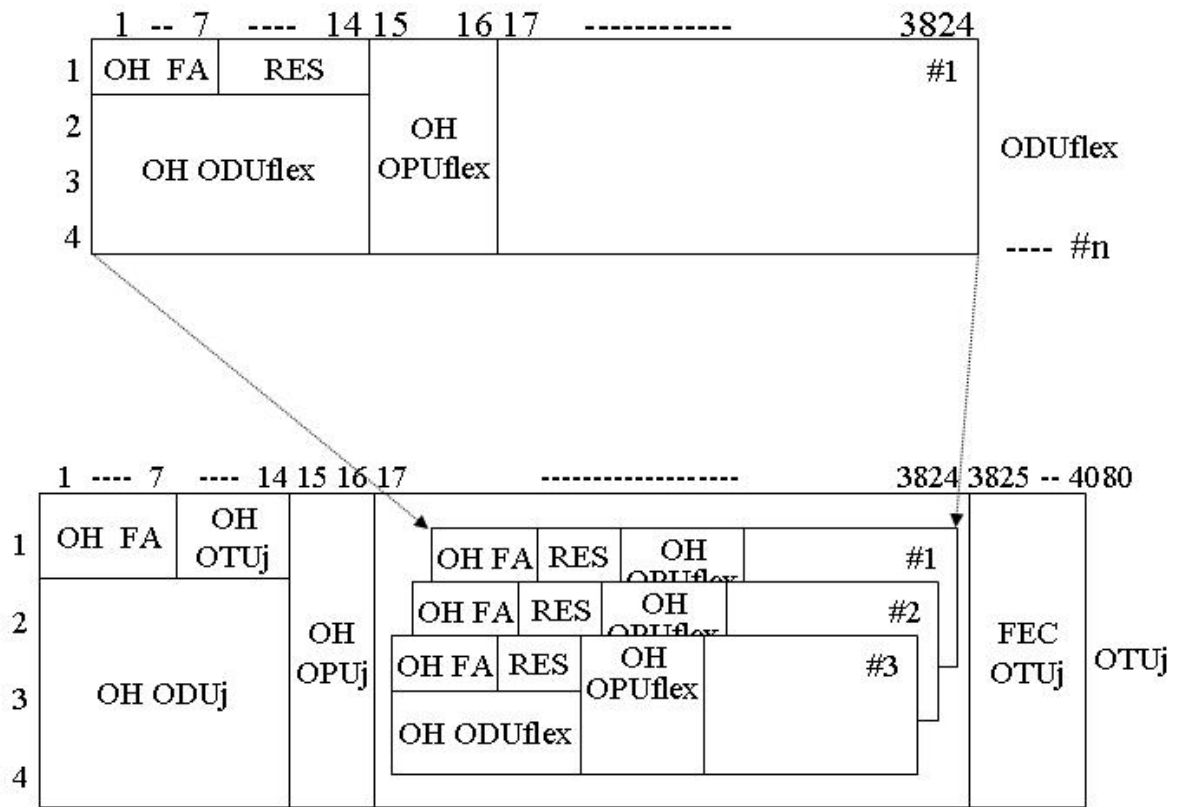 1 -- 7 ---- 14 15 16 17 ----------- 3824
1 OH FA RES #1
2 OH
OPUflex
OH ODUflex ODUflex
3
4 ---- #n
1 ---- 7 ---- 14 15 16 17 ------------------ 3824 3825 -- 4080
1 OH FA OH
OTUj
OH FA RES OH
OPUflex #1
2 OH FA RES OH
OPUflex #2
OH
OPUj
FEC
OTUj OTUj
OH FA RES OH
OPUflex #3
3 OH ODUj
OH ODUflex
4